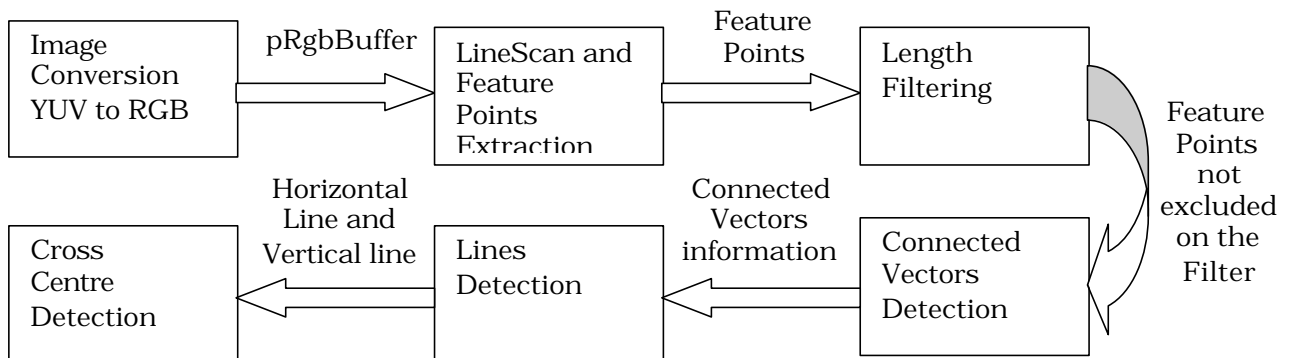 Image
Conversion
YUV to RGB
pRgbBuffer
LineScan and
Feature
Points
Extraction
Feature
Points
Length
Filtering
Feature
Points
not
excluded
on the
Filter
Connected
Vectors
Detection
Connected
Vectors
information
Lines
Detection
Horizontal
Line and
Vertical line
Cross
Centre
Detection